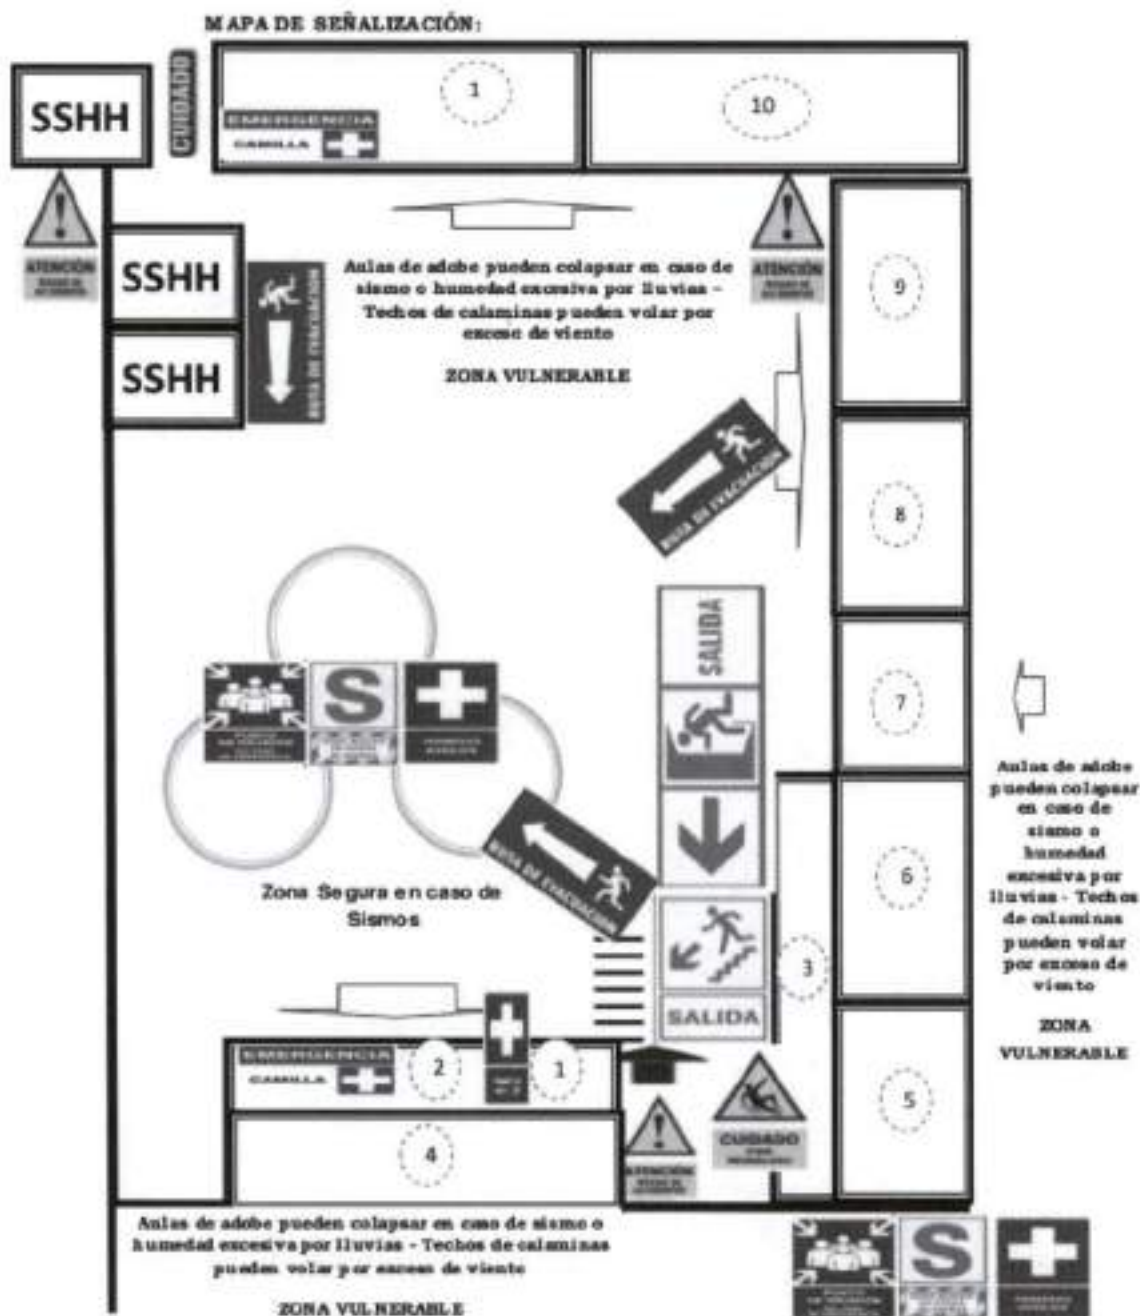 MAPA DE SEÑALIZACIÓN:
SSHH
CUIDADO
1
10
EMERGENCIA
CAMILLA
ATENCIÓN
SSHH
SSHH
RUTA DE EVACUACIÓN
Aulas de adobe pueden colapsar en caso de
sismo o humedad excesiva por lluvias –
Techos de calaminas pueden volar por
exceso de viento
ZONA VULNERABLE
ATENCIÓN
9
RUTA DE EVACUACIÓN
8
SALIDA
7
S
Aulas de adobe
pueden colapsar
en caso de
sismo o
humedad
excesiva por
lluvias - Techos
de calaminas
pueden volar
por exceso de
viento
ZONA
VULNERABLE
RUTA DE EVACUACIÓN
6
Zona Segura en caso de
Sismos
3
SALIDA
EMERGENCIA
CAMILLA
2
1
5
4
ATENCIÓN
CUIDADO
Aulas de adobe pueden colapsar en caso de sismo o
humedad excesiva por lluvias - Techos de calaminas
pueden volar por exceso de viento
ZONA VULNERABLE
S